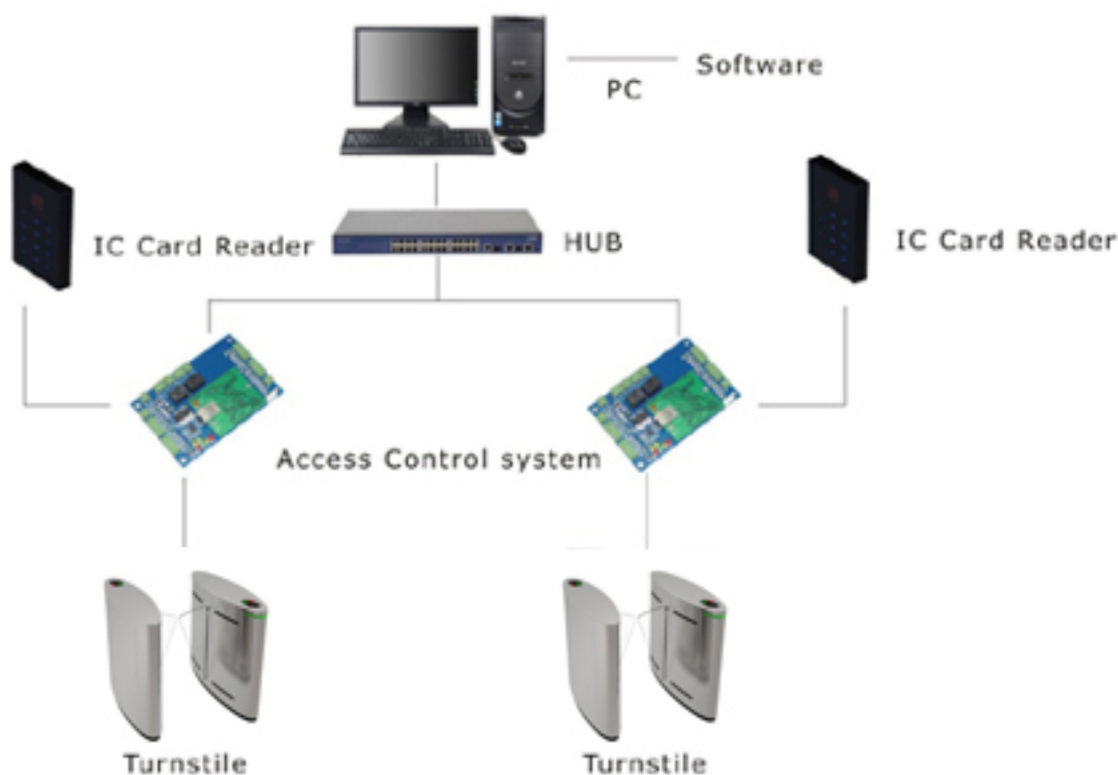 Software
PC
IC Card Reader
HUB
IC Card Reader
Access Control system
Turnstile
Turnstile